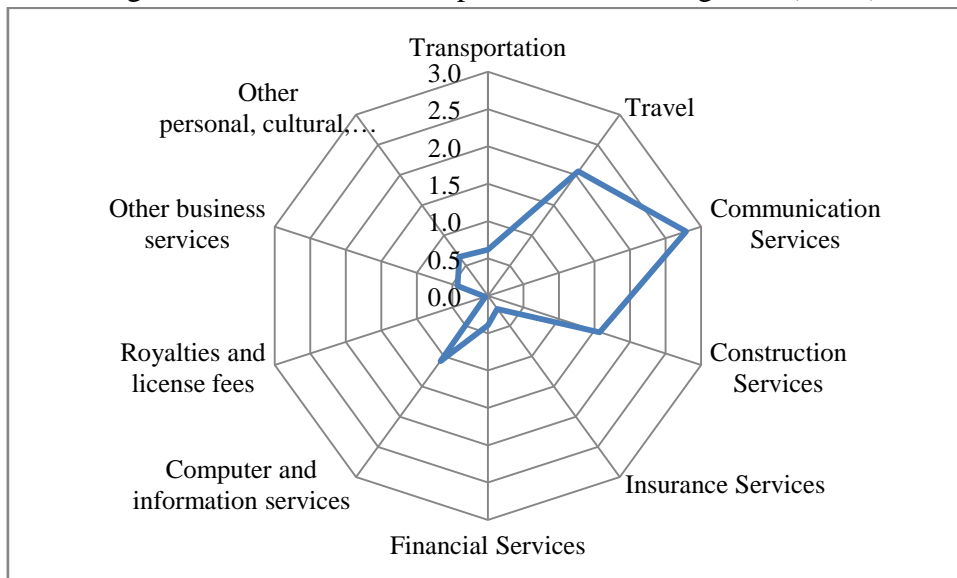 Transportation
3.0
2.5
2.0
1.5
1.0
0.5
0.0
Travel
Communication
Services
Construction
Services
Insurance Services
Financial Services
Computer and
information services
Royalties and
license fees
Other business
services
Other
personal, cultural,…